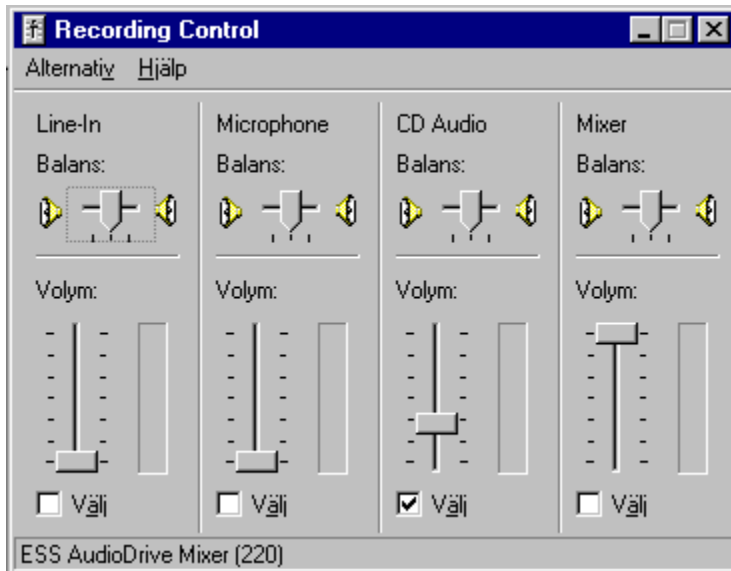 Recording Control
Alternativ Hjälp
Line-In Microphone CD Audio Mixer
Balans: Balans: Balans: Balans:
Volym: Volym: Volym: Volym:
Välj Välj Välj Välj
ESS AudioDrive Mixer (220)